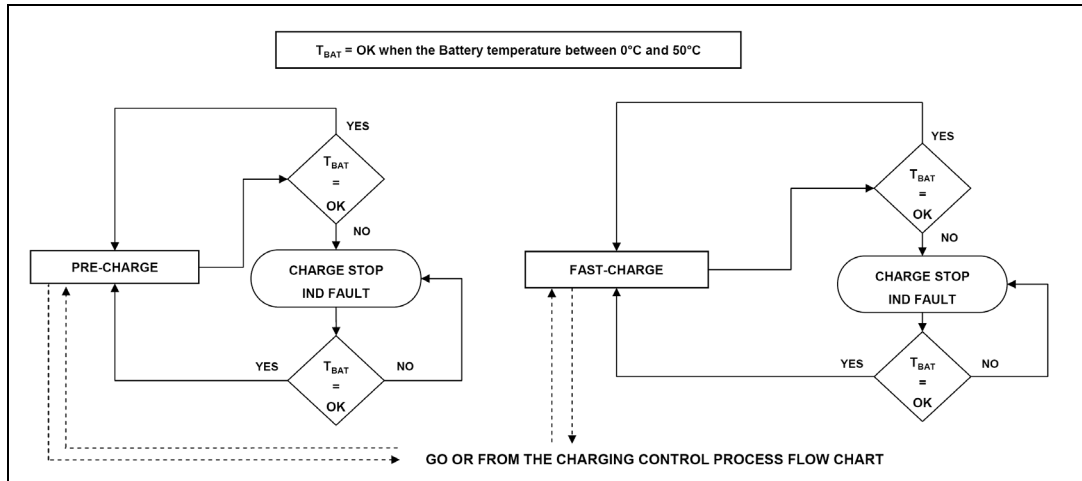 T_BAT = OK when the Battery temperature between 0°C and 50°C
YES
T_BAT
=
OK
NO
PRE-CHARGE
CHARGE STOP
IND FAULT
YES
T_BAT
=
OK
NO
YES
T_BAT
=
OK
NO
FAST-CHARGE
CHARGE STOP
IND FAULT
YES
T_BAT
=
OK
NO
GO OR FROM THE CHARGING CONTROL PROCESS FLOW CHART